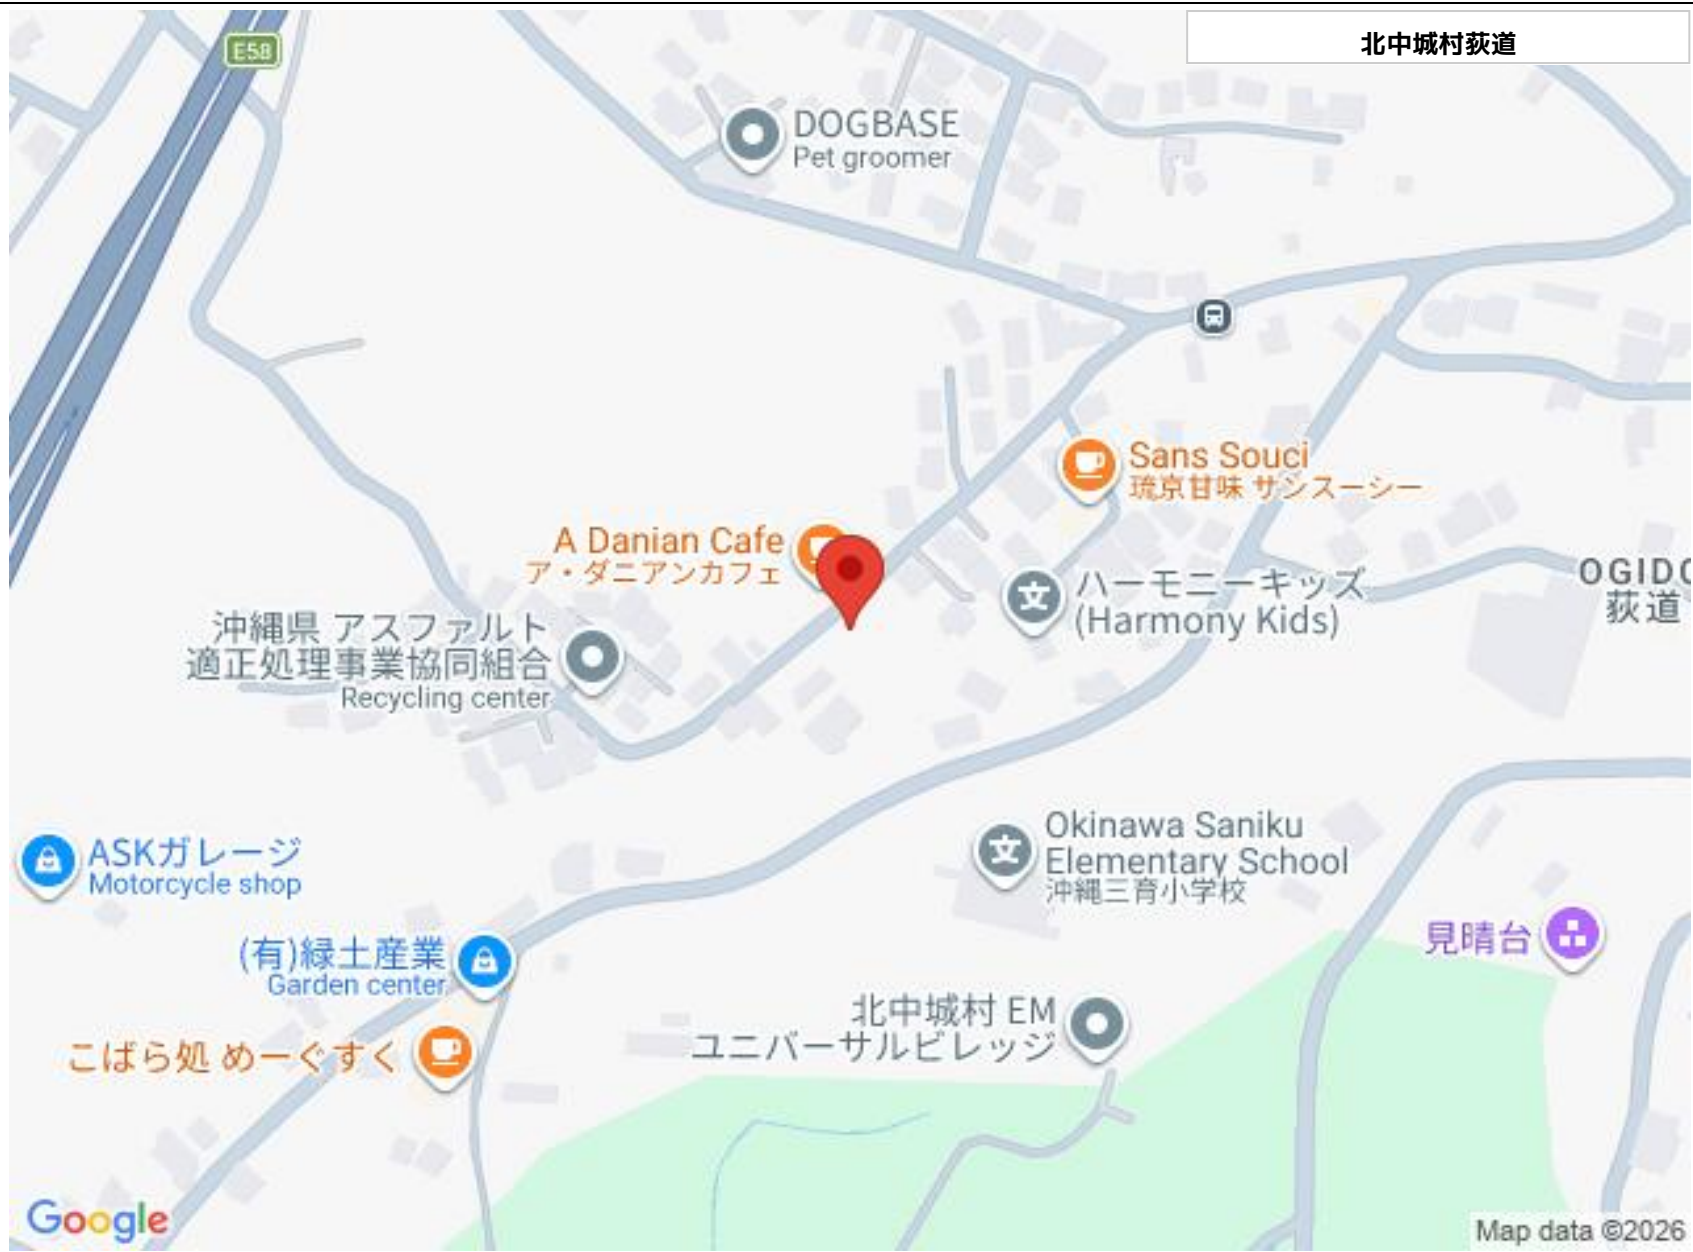 北中城村荻道
E58
DOGBASE
Pet groomer
Sans Souci
琉京甘味 サンスーシー
A Danian Cafe
ア・ダニアンカフェ
ハーモニーキッズ
(Harmony Kids)
OGIDO
荻道
沖縄県 アスファルト
適正処理事業協同組合
Recycling center
Okinawa Saniku
Elementary School
沖縄三育小学校
ASKガレージ
Motorcycle shop
見晴台
(有)緑土産業
Garden center
北中城村 EM
ユニバーサルビレッジ
こばら処 めーぐすく
Google
Map data ©2026